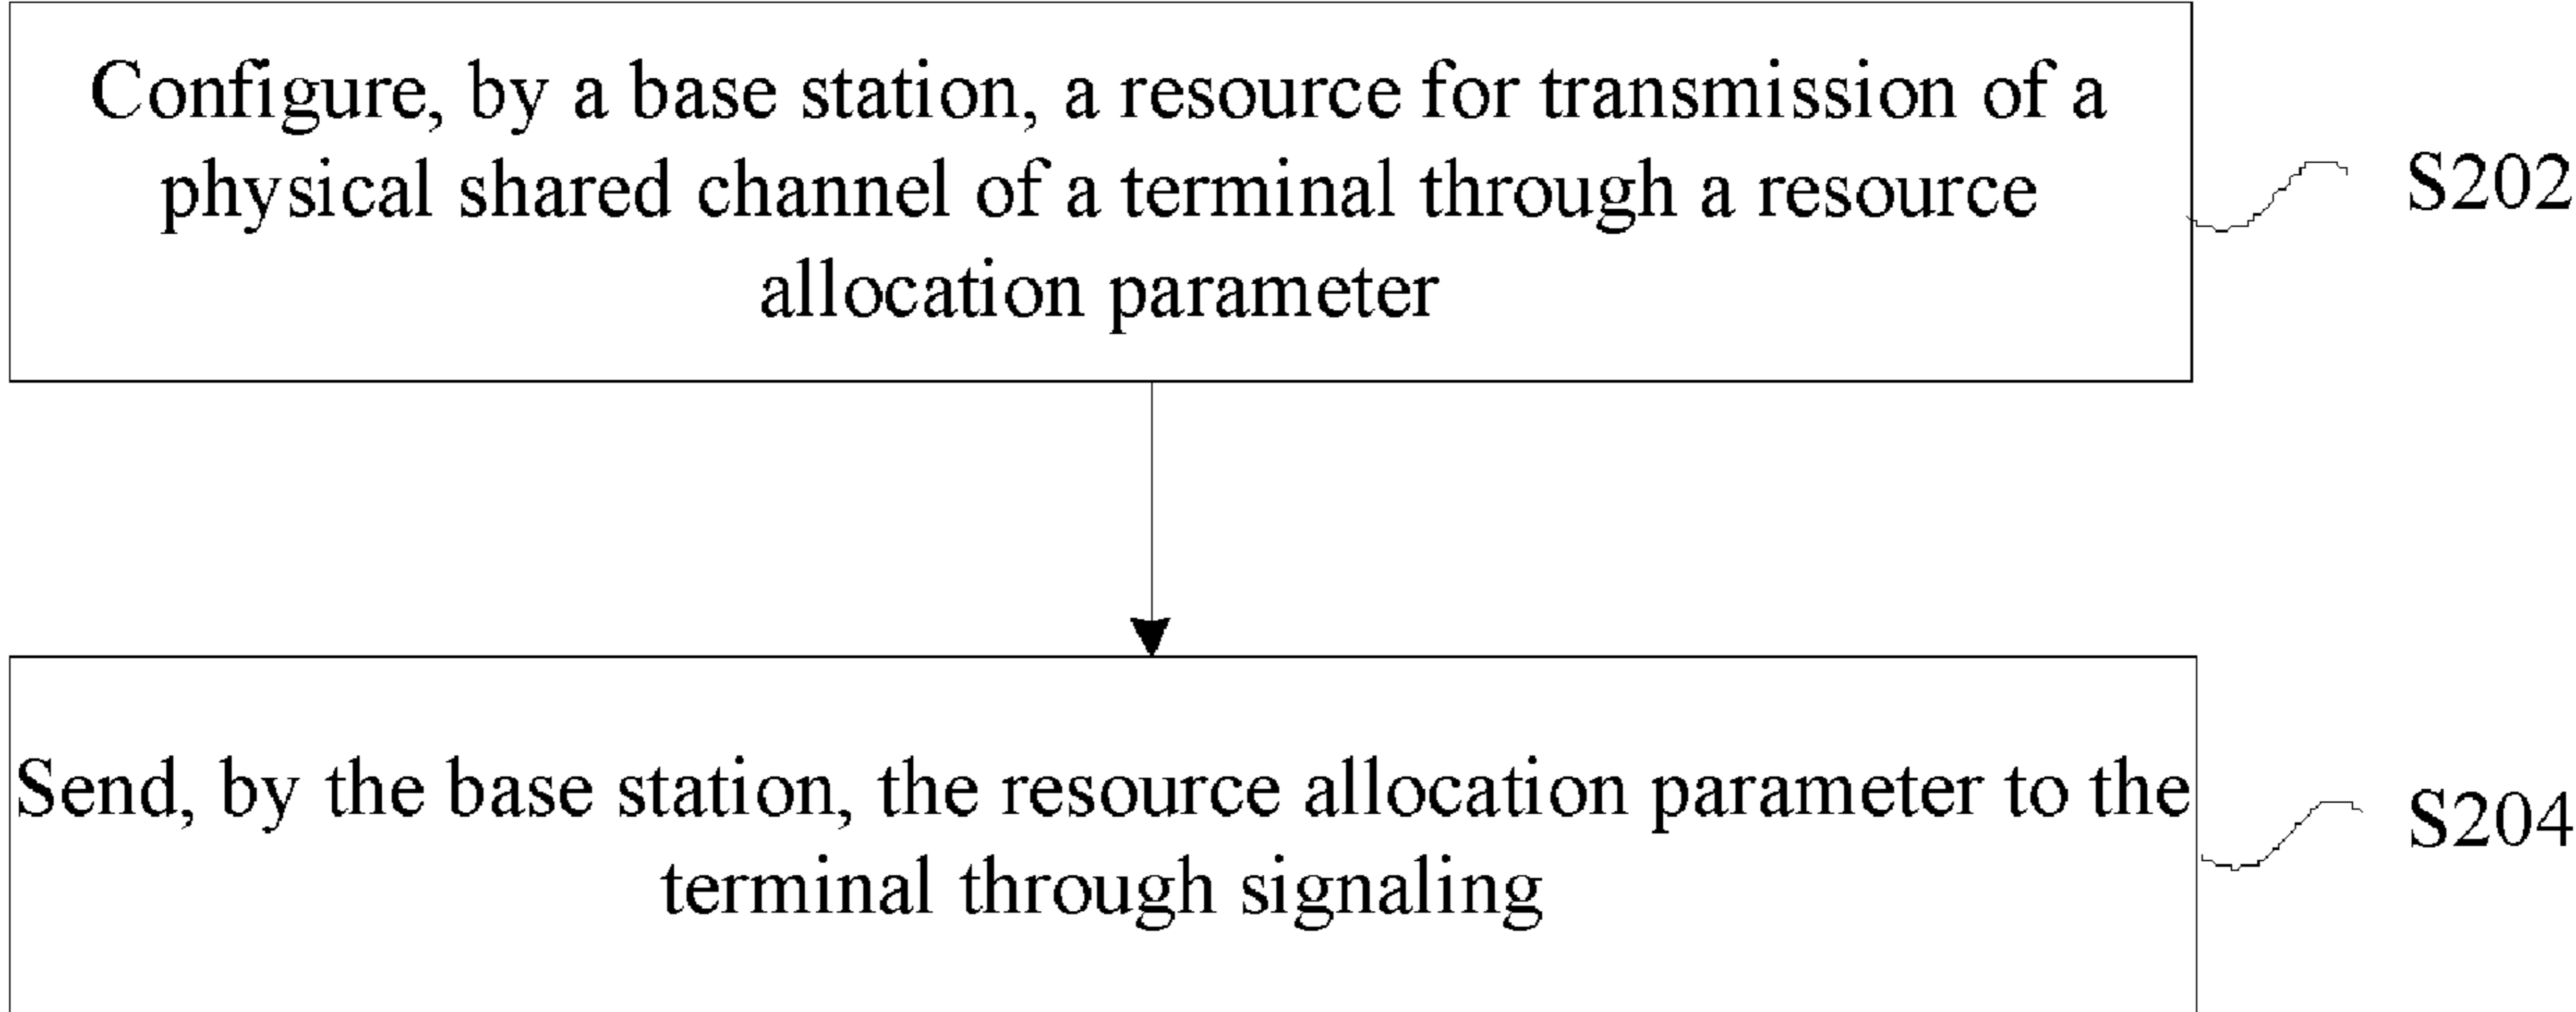 Configure, by a base station, a resource for transmission of a
physical shared channel of a terminal through a resource
allocation parameter
S202
Send, by the base station, the resource allocation parameter to the
terminal through signaling
S204